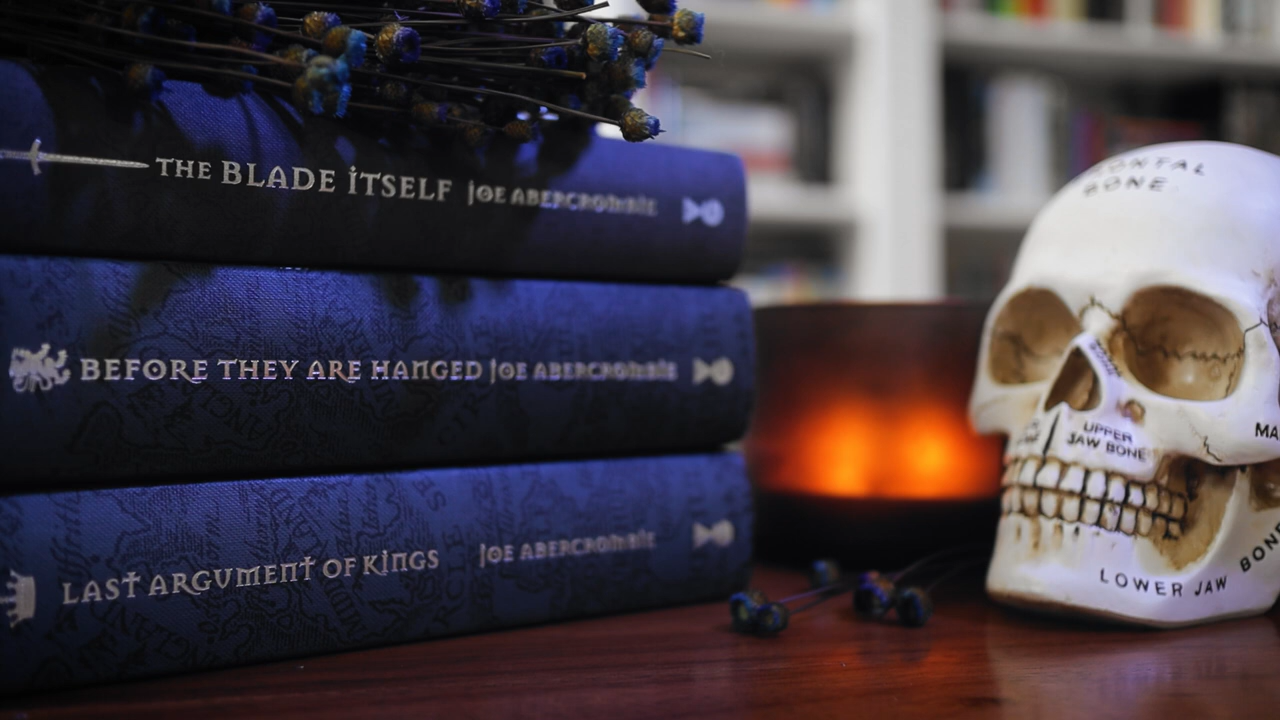 THE BLADE ITSELF JOE ABERCROMBIE
BEFORE THEY ARE HANGED JOE ABERCROMBIE
LAST ARGUMENT OF KINGS JOE ABERCROMBIE
BONE
UPPER
JAW BONE
LOWER JAW BONE